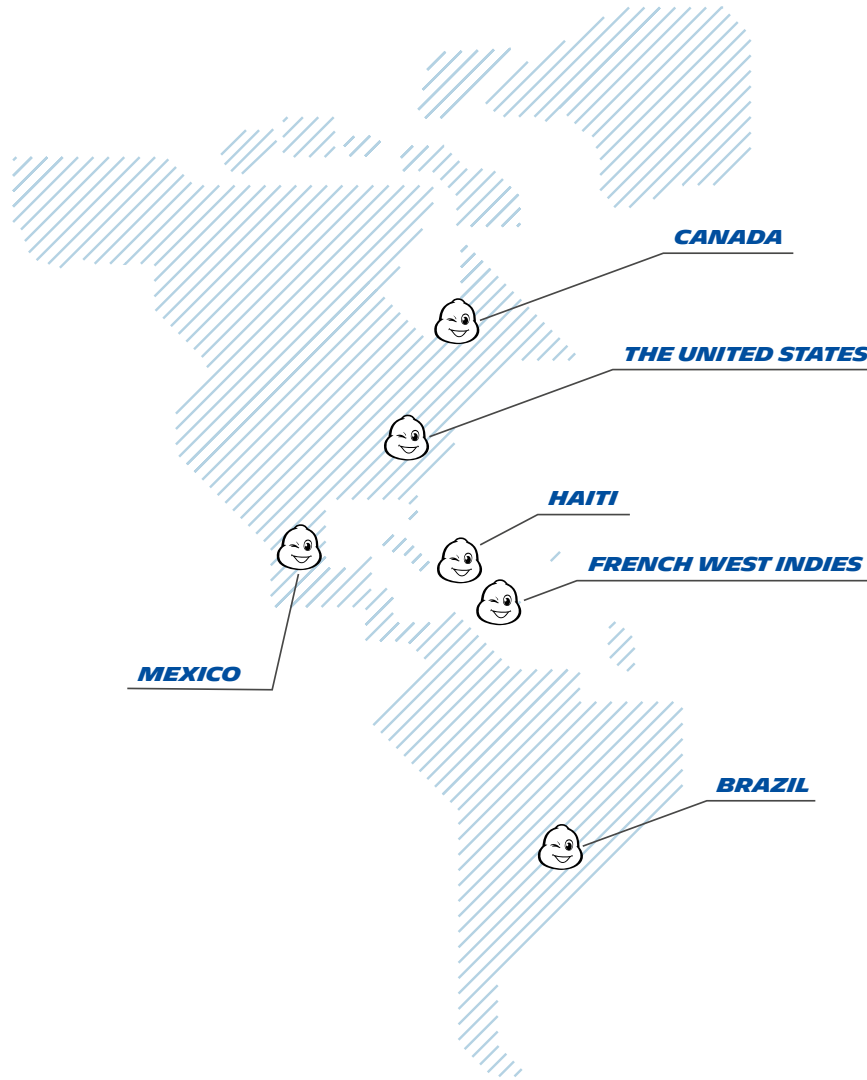 CANADA
THE UNITED STATES
HAITI
FRENCH WEST INDIES
MEXICO
BRAZIL